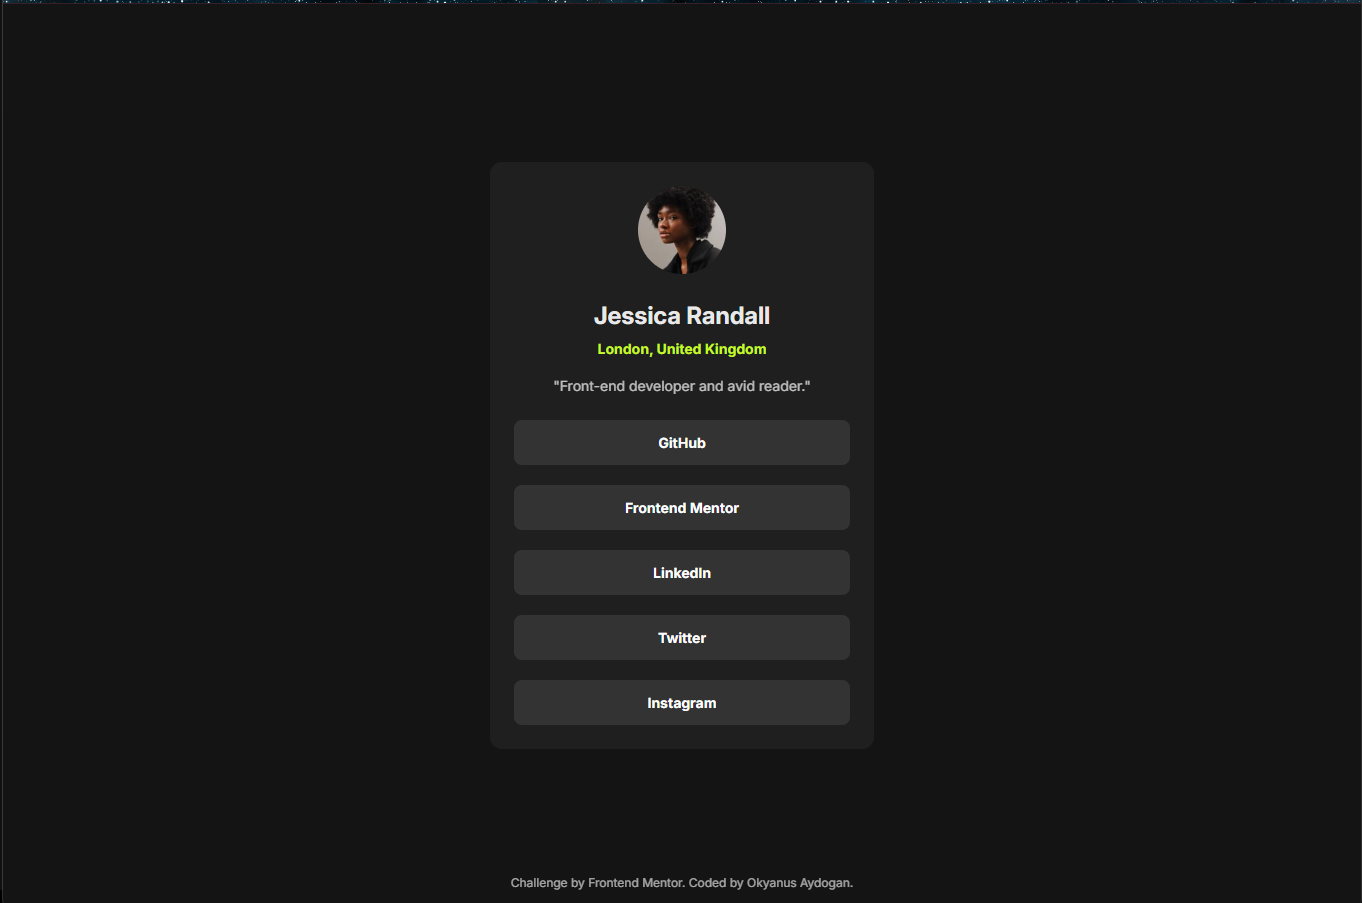 Jessica Randall
London, United Kingdom
"Front-end developer and avid reader."
GitHub
Frontend Mentor
LinkedIn
Twitter
Instagram
Challenge by Frontend Mentor. Coded by Okyanus Aydogan.